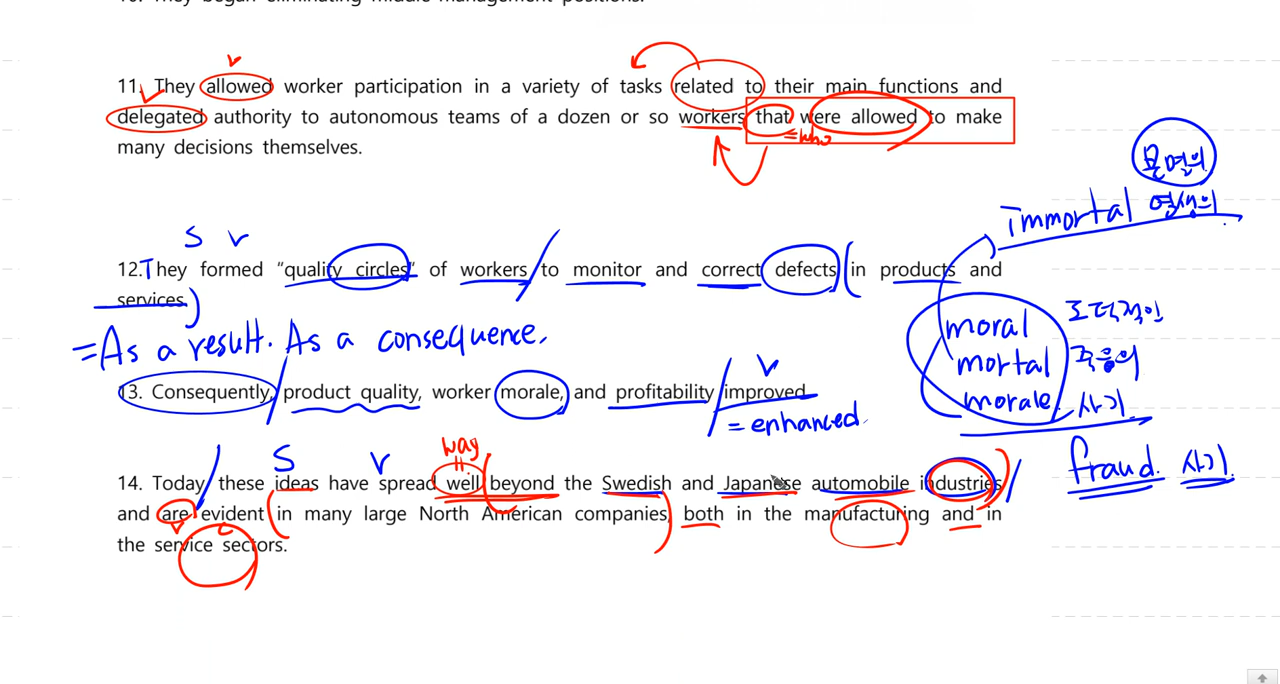 10. They began eliminating middle management positions.
11. They allowed worker participation in a variety of tasks related to their main functions and
delegated authority to autonomous teams of a dozen or so workers that were allowed to make
= who
many decisions themselves.
불멸의
immortal 영생의
S V
12.They formed "quality circles" of workers to monitor and correct defects in products and
services.
= As a result. As a consequence.
moral 도덕적인
mortal 죽음의
morale 사기
V
13. Consequently, product quality, worker morale, and profitability improved
= enhanced.
fraud. 사기.
S V way
14. Today these ideas have spread well beyond the Swedish and Japanese automobile industries
and are evident in many large North American companies, both in the manufacturing and in
V C
the service sectors.